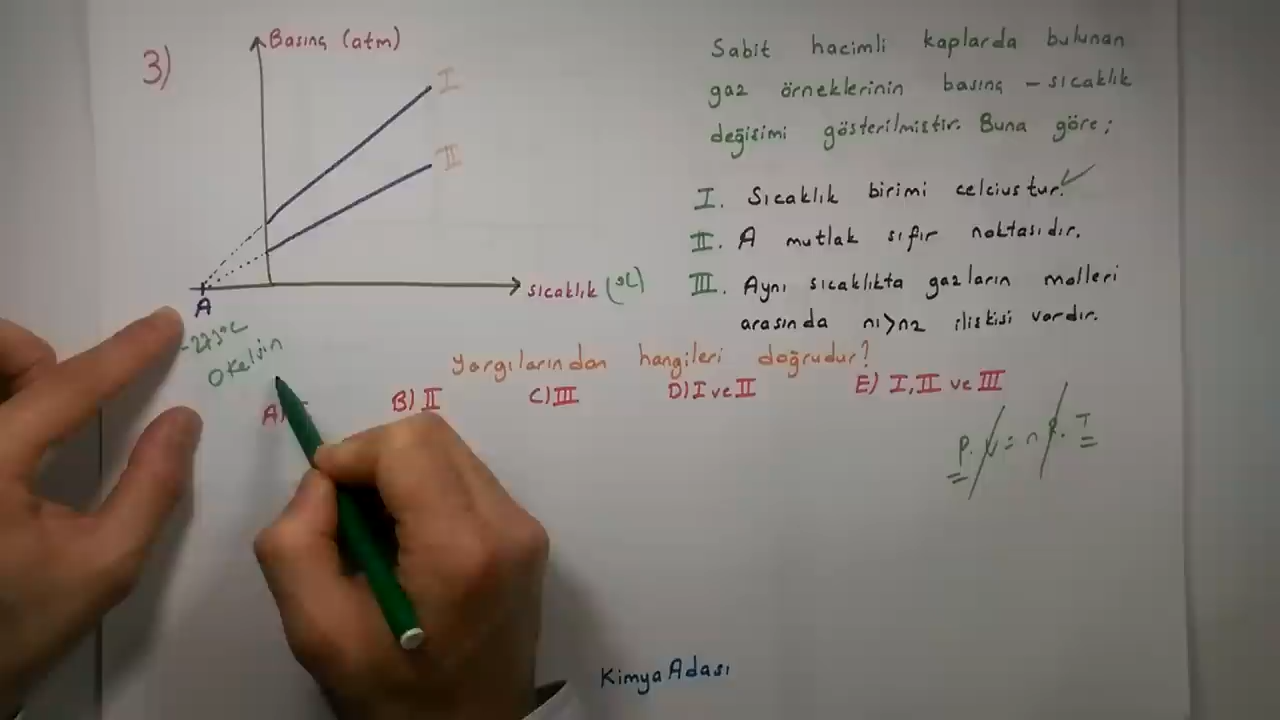 3)
Basınç (atm)
I
II
sıcaklık (°C)
A
-273°C
0 Kelvin
Sabit hacimli kaplarda bulunan
gaz örneklerinin basınç - sıcaklık
değişimi gösterilmiştir. Buna göre;
I. Sıcaklık birimi celciustur. ✓
II. A mutlak sıfır noktasıdır.
III. Aynı sıcaklıkta gazların molleri
arasında n1>n2 ilişkisi vardır.
yargılarından hangileri doğrudur?
A) B) II C) III D) I ve II E) I, II ve III
P. V = n R. T
Kimya Adası